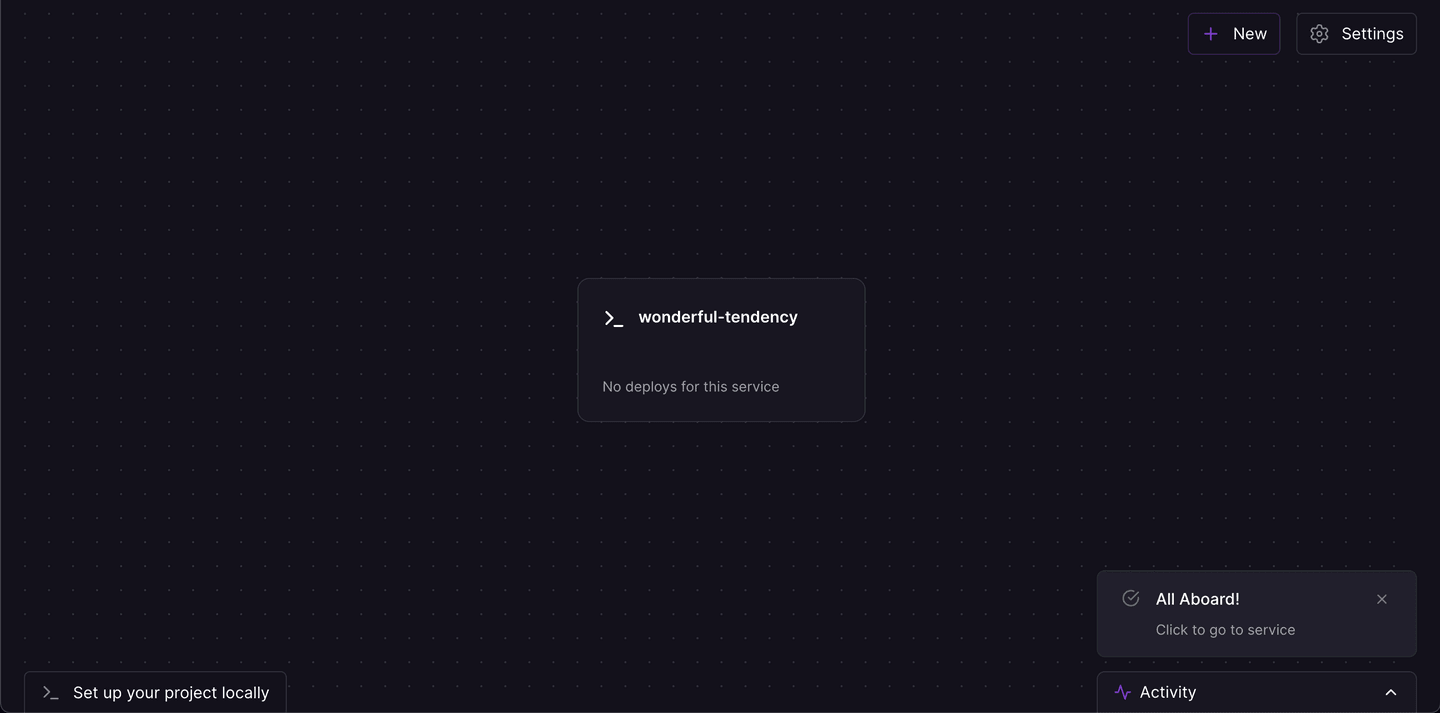 New
Settings
wonderful-tendency
No deploys for this service
All Aboard!
Click to go to service
Set up your project locally
Activity